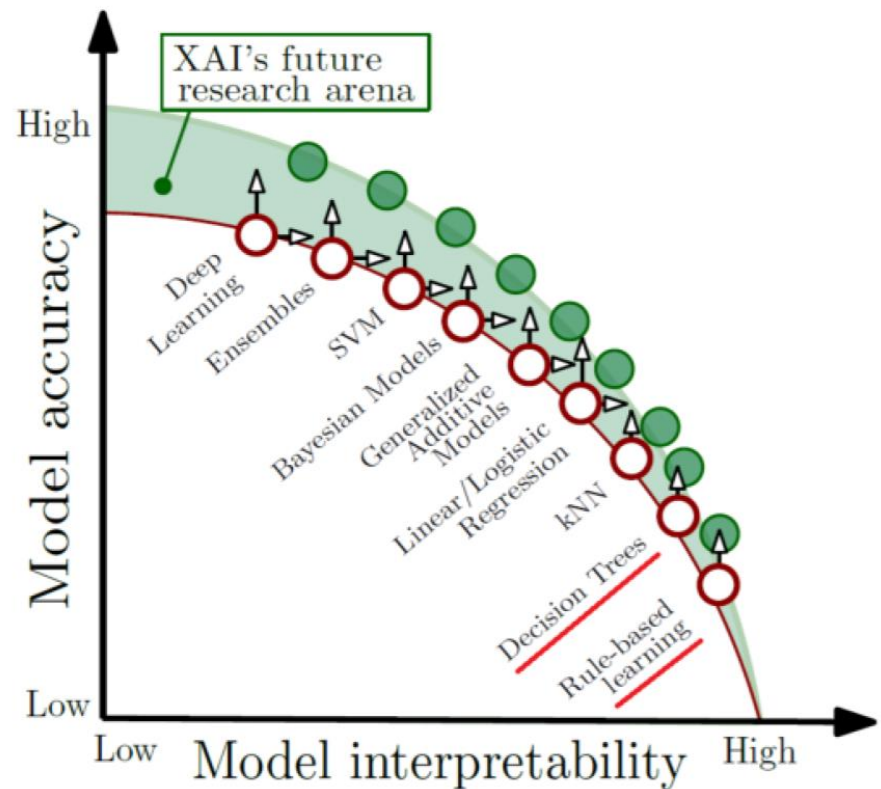 XAI's future
research arena
High
Model accuracy
Deep
Learning
Ensembles
SVM
Bayesian Models
Generalized
Additive
Models
Linear/Logistic
Regression
kNN
Decision Trees
Rule-based
learning
Low
Low
Model interpretability
High